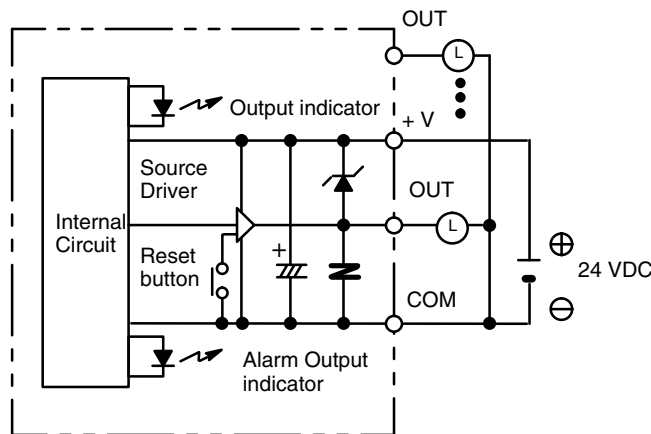 OUT
L
Output indicator
+ V
Source
Driver
OUT
Internal
Circuit
L
Reset
button
+
24 VDC
COM
Alarm Output
indicator